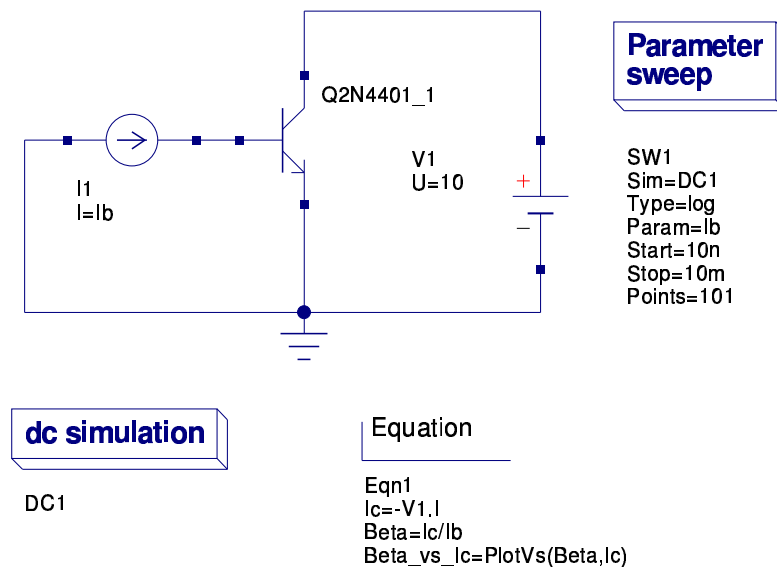 Parameter
sweep
Q2N4401_1
V1
U=10
+
−
I1
I=Ib
SW1
Sim=DC1
Type=log
Param=Ib
Start=10n
Stop=10m
Points=101
dc simulation
DC1
Equation
Eqn1
Ic=-V1.I
Beta=Ic/Ib
Beta_vs_Ic=PlotVs(Beta,Ic)